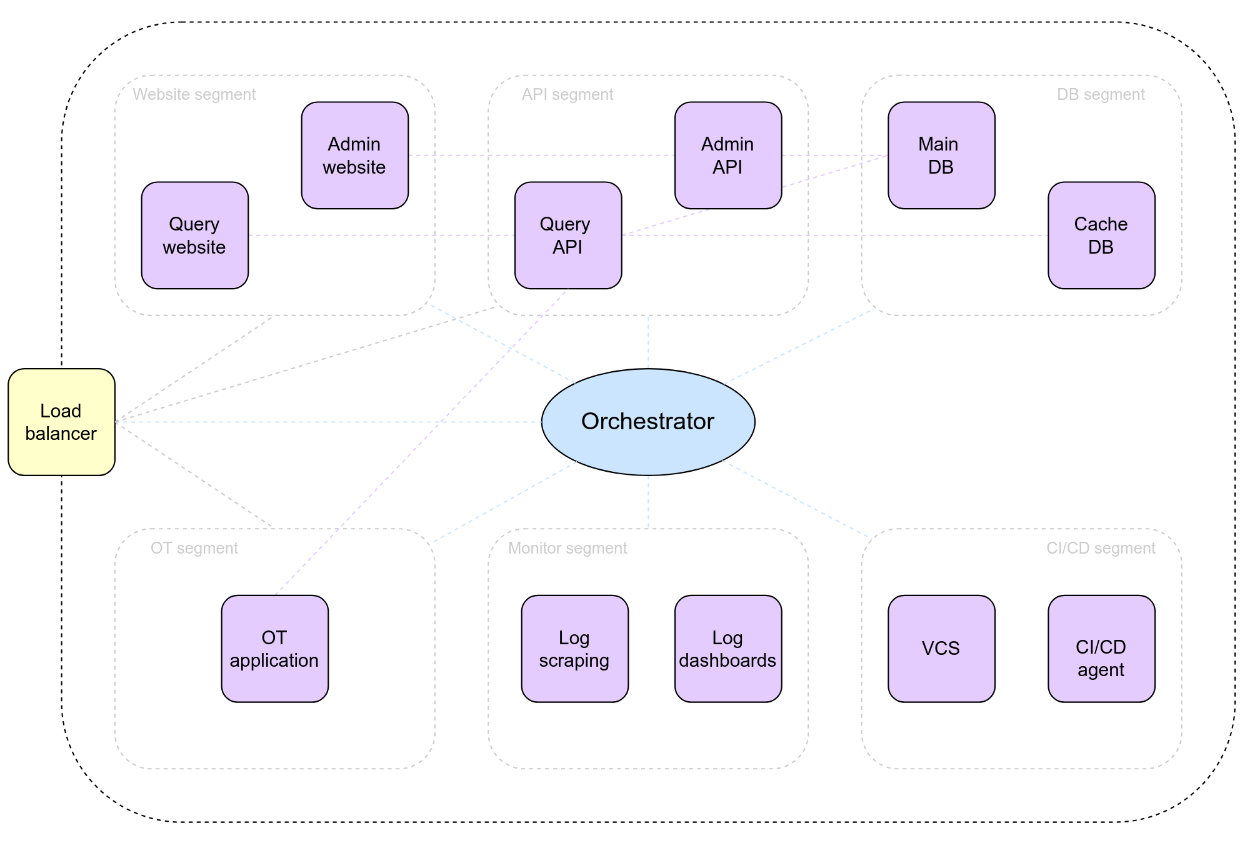 Website segment
API segment
DB segment
Admin
website
Admin
API
Main
DB
Query
website
Query
API
Cache
DB
Load
balancer
Orchestrator
OT segment
Monitor segment
CI/CD segment
OT
application
Log
scraping
Log
dashboards
VCS
CI/CD
agent